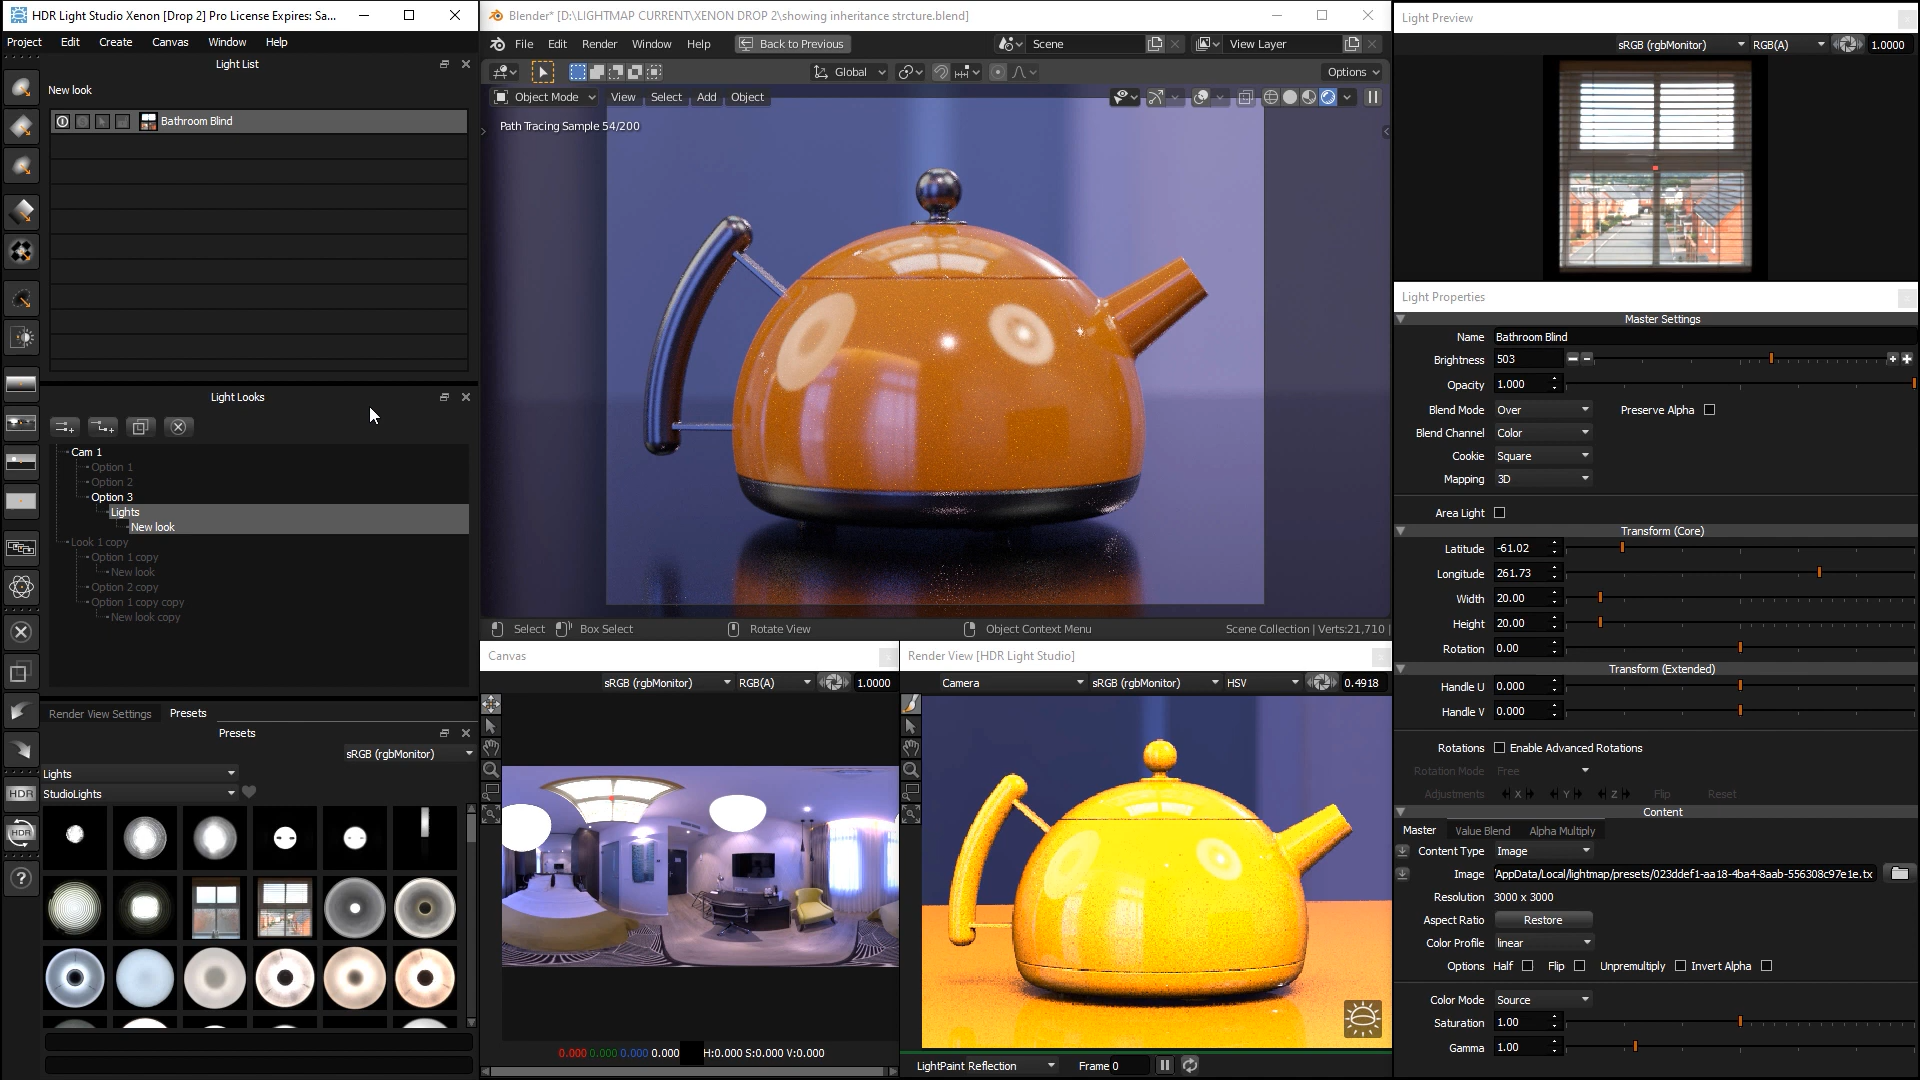 HDR Light Studio Xenon [Drop 2] Pro License Expires: Sa...
Project Edit Create Canvas Window Help
Light List
New look
Bathroom Blind
Light Looks
Cam 1
Option 1
Option 2
Option 3
Lights
New look
Look 1 copy
Option 1 copy
New look
Option 2 copy
Option 1 copy copy
New look copy
Render View Settings Presets
Presets
sRGB (rgbMonitor)
Lights
StudioLights
HDR
HDR
?
Blender* [D:\LIGHTMAP CURRENT\XENON DROP 2\showing inheritance strcture.blend]
File Edit Render Window Help Back to Previous Scene View Layer
Global Options
Object Mode View Select Add Object
Path Tracing Sample 54/200
Select Box Select Rotate View Object Context Menu Scene Collection | Verts:21,710 |
Canvas
sRGB (rgbMonitor) RGB(A) 1.0000
0.000 0.000 0.000 0.000 H:0.000 S:0.000 V:0.000
Render View [HDR Light Studio]
Camera sRGB (rgbMonitor) HSV 0.4918
LightPaint Reflection Frame 0
Light Preview
sRGB (rgbMonitor) RGB(A) 1.0000
Light Properties
Master Settings
Name Bathroom Blind
Brightness 503
Opacity 1.000
Blend Mode Over Preserve Alpha
Blend Channel Color
Cookie Square
Mapping 3D
Area Light
Transform (Core)
Latitude -61.02
Longitude 261.73
Width 20.00
Height 20.00
Rotation 0.00
Transform (Extended)
Handle U 0.000
Handle V 0.000
Rotations Enable Advanced Rotations
Rotation Mode Free
Adjustments X Y Z Flip Reset
Content
Master Value Blend Alpha Multiply
Content Type Image
Image 'AppData/Local/lightmap/presets/023ddef1-aa18-4ba4-8aab-556308c97e1e.tx
Resolution 3000 x 3000
Aspect Ratio Restore
Color Profile linear
Options Half Flip Unpremultiply Invert Alpha
Color Mode Source
Saturation 1.00
Gamma 1.00